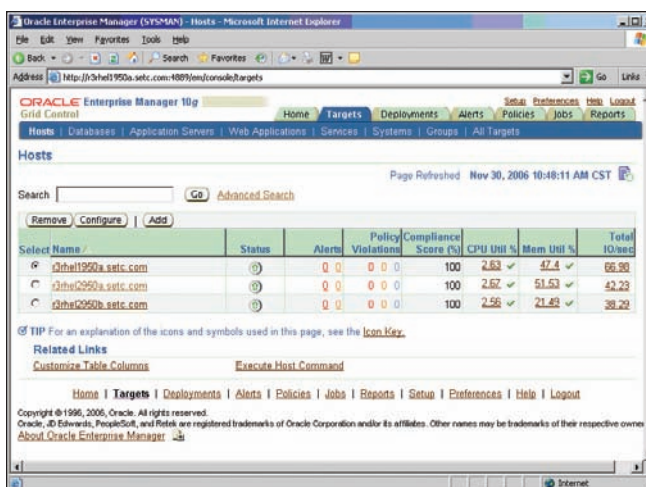 Oracle Enterprise Manager (SYSMAN) - Hosts - Microsoft Internet Explorer
File Edit View Favorites Tools Help
Back Search Favorites
Address http://r3rhel1950a.setc.com:4889/em/console/targets Go Links
ORACLE Enterprise Manager 10g Setup Preferences Help Logout
Grid Control Home Targets Deployments Alerts Policies Jobs Reports
Hosts | Databases | Application Servers | Web Applications | Services | Systems | Groups | All Targets
Hosts
Page Refreshed Nov 30, 2006 10:48:11 AM CST
Search Go Advanced Search
Remove Configure | Add
Select Name Status Alerts Policy Violations Compliance Score (%) CPU Util % Mem Util % Total IO/sec
r3rhel1950a.setc.com 0 0 0 0 0 100 2.63 47.4 66.98
r3rhel2950a.setc.com 0 0 0 0 0 100 2.67 51.53 42.23
r3rhel2950b.setc.com 0 0 0 0 0 100 2.56 21.49 38.29
TIP For an explanation of the icons and symbols used in this page, see the Icon Key.
Related Links
Customize Table Columns Execute Host Command
Home | Targets | Deployments | Alerts | Policies | Jobs | Reports | Setup | Preferences | Help | Logout
Copyright © 1996, 2006, Oracle. All rights reserved.
Oracle, JD Edwards, PeopleSoft, and Retek are registered trademarks of Oracle Corporation and/or its affiliates. Other names may be trademarks of their respective owne
About Oracle Enterprise Manager
Internet